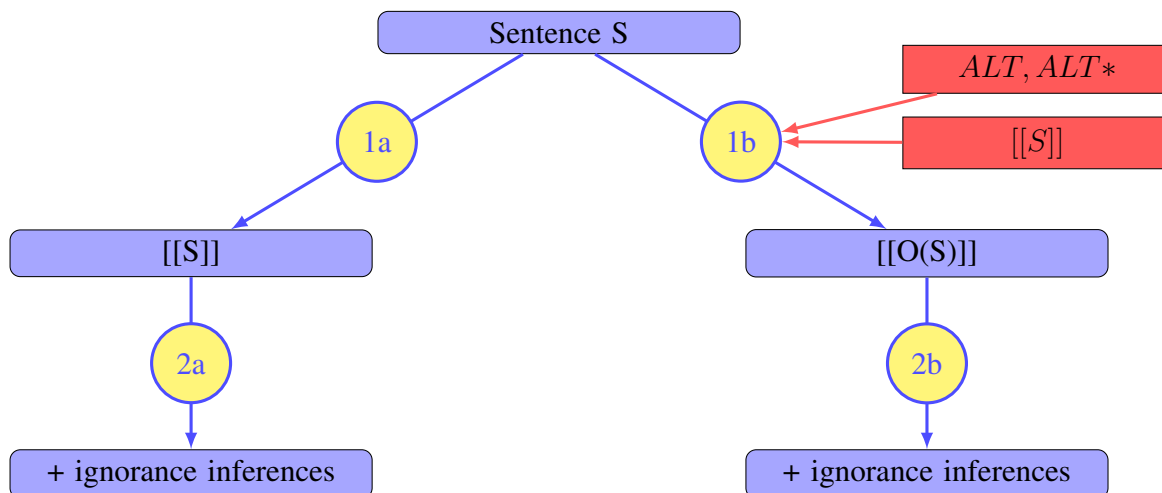 Sentence S
ALT, ALT*
1a
1b
[[S]]
[[S]]
[[O(S)]]
2a
2b
+ ignorance inferences
+ ignorance inferences